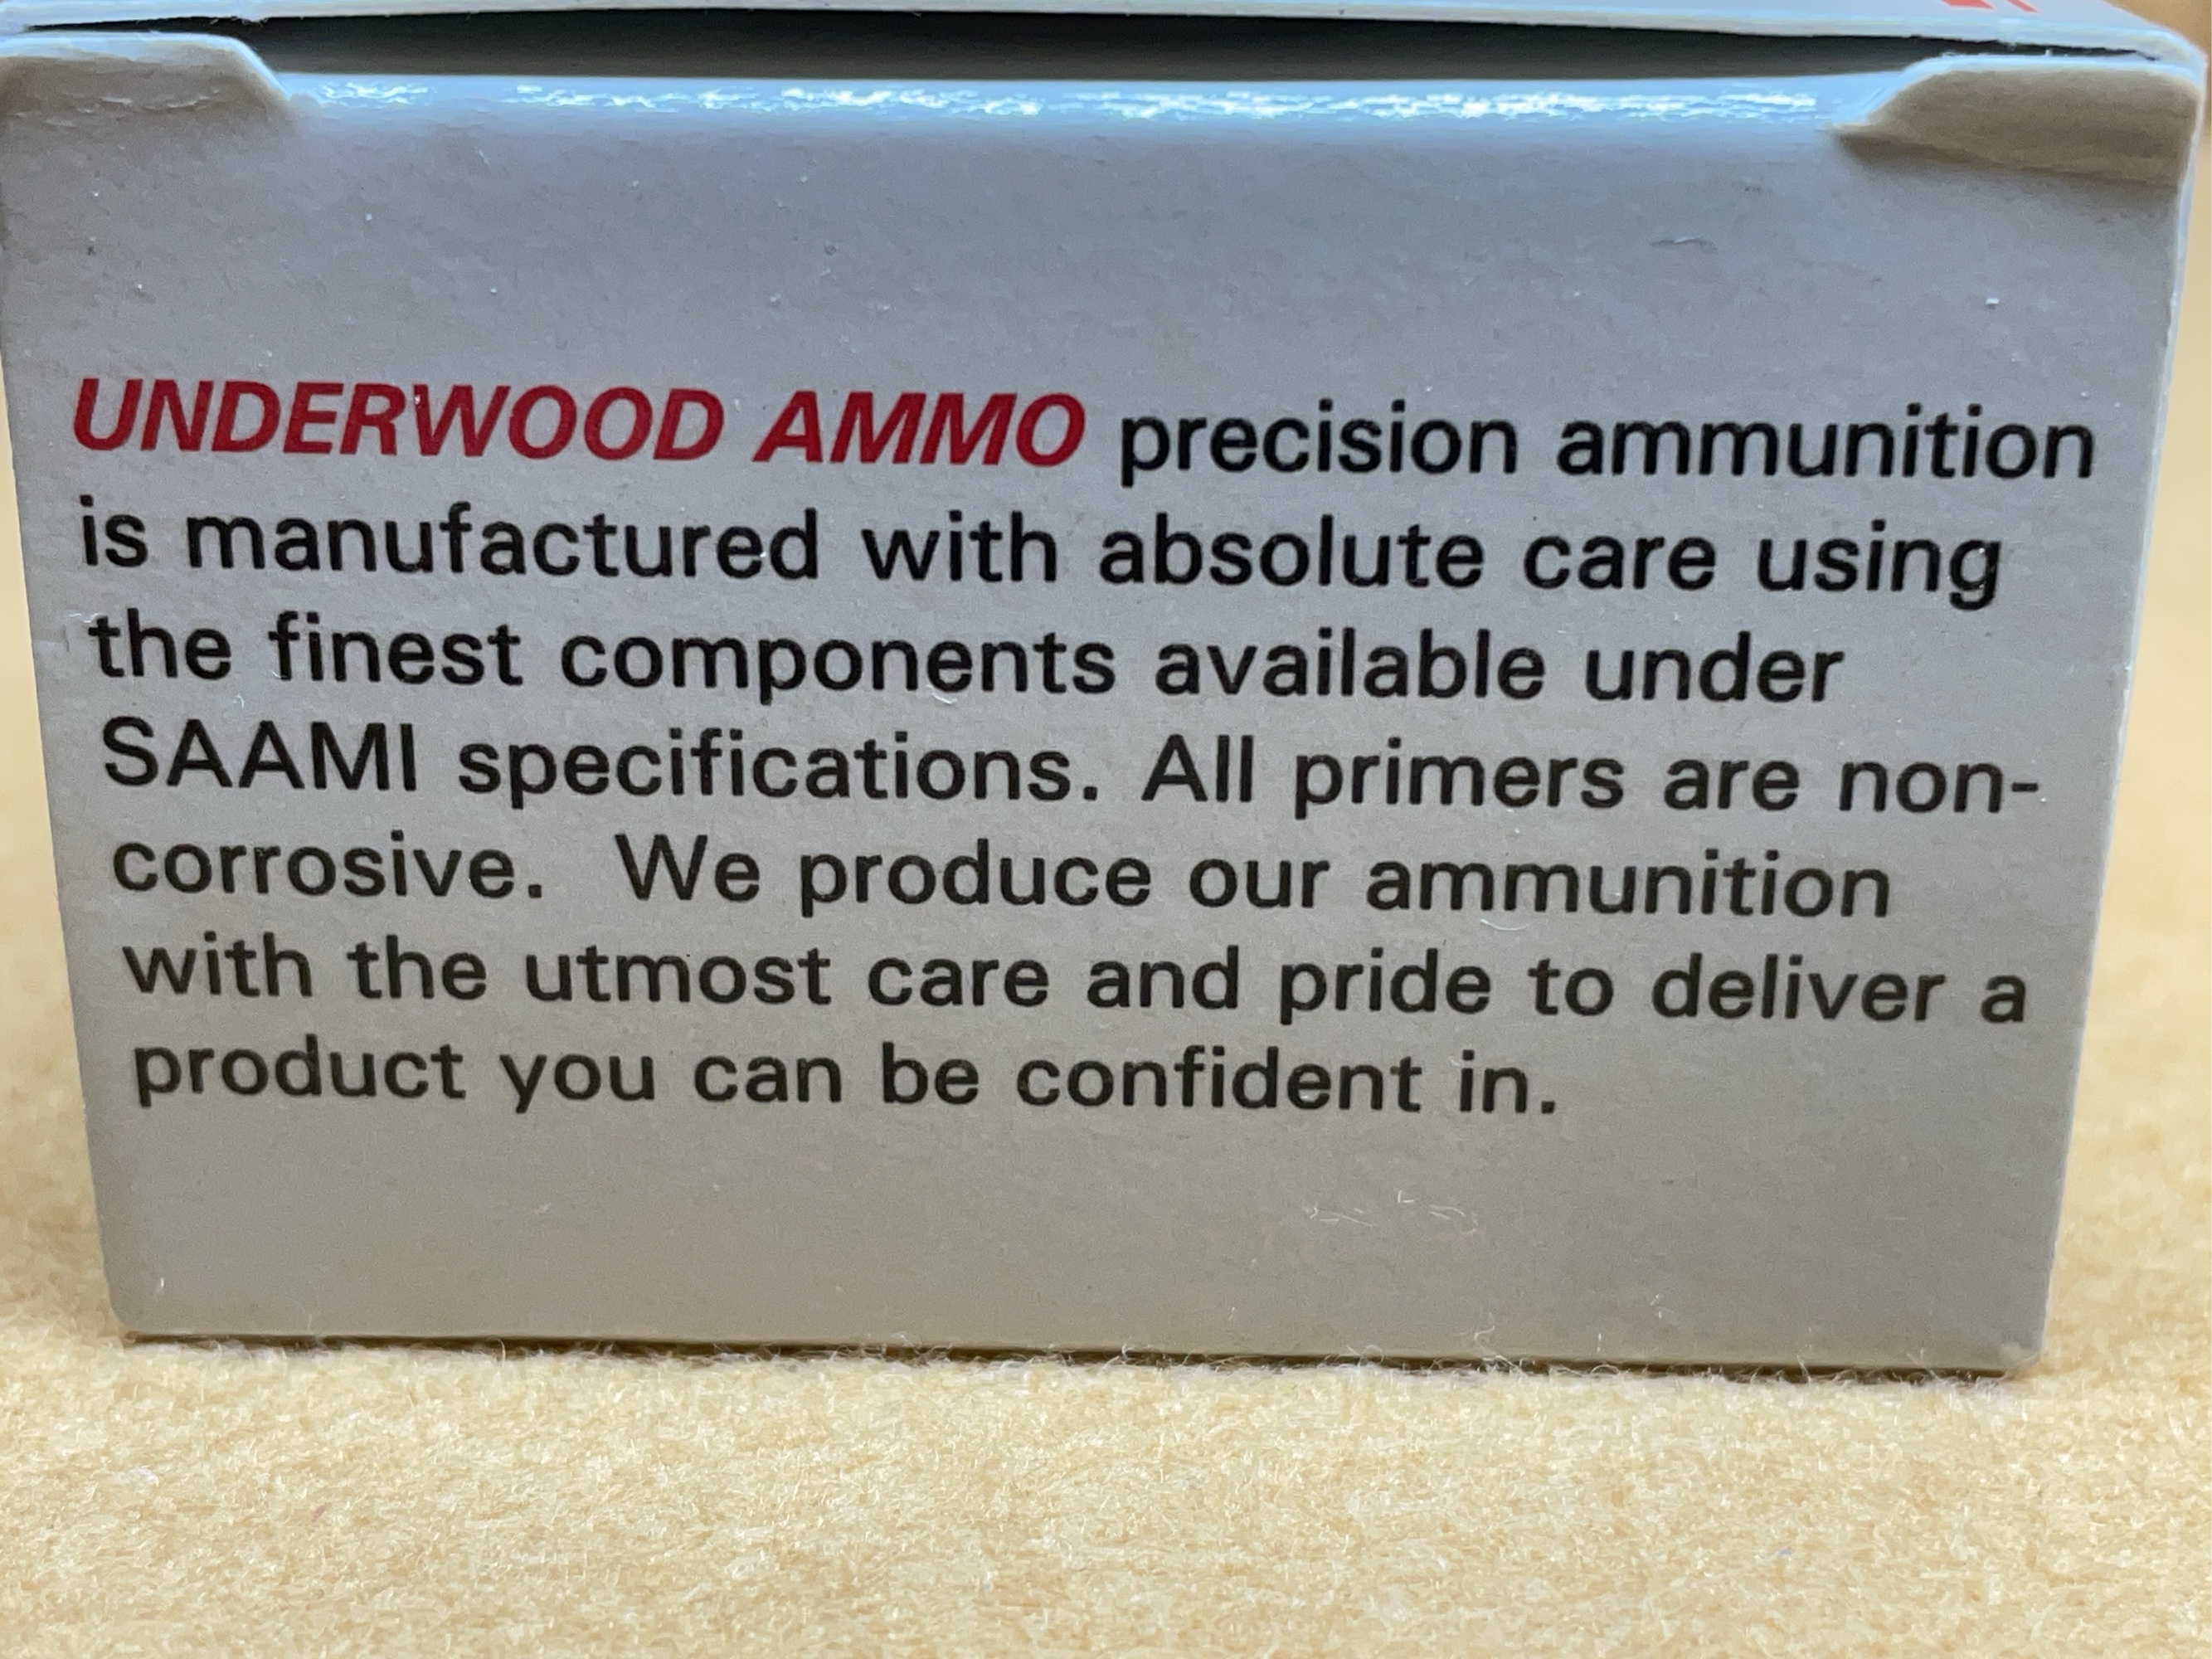 UNDERWOOD AMMO precision ammunition
is manufactured with absolute care using
the finest components available under
SAAMI specifications. All primers are non-
corrosive. We produce our ammunition
with the utmost care and pride to deliver a
product you can be confident in.